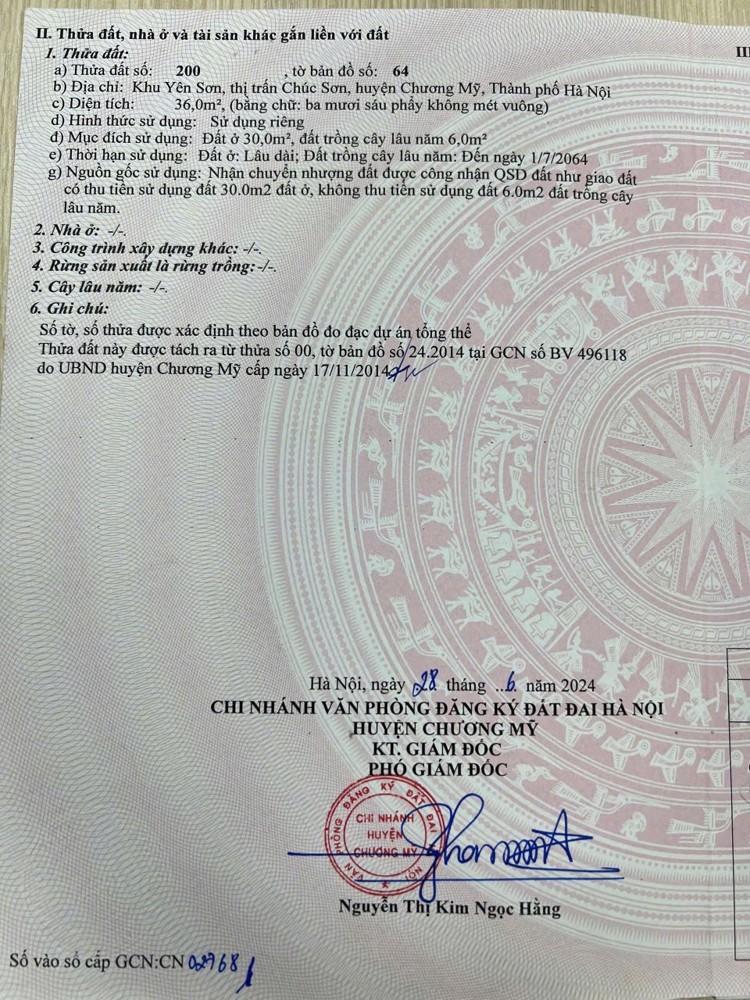 II. Thửa đất, nhà ở và tài sản khác gắn liền với đất
III
1. Thửa đất:
a) Thửa đất số: 200 , tờ bản đồ số: 64
b) Địa chỉ: Khu Yên Sơn, thị trấn Chúc Sơn, huyện Chương Mỹ, Thành phố Hà Nội
c) Diện tích: 36,0m², (bằng chữ: ba mươi sáu phẩy không mét vuông)
d) Hình thức sử dụng: Sử dụng riêng
đ) Mục đích sử dụng: Đất ở 30,0m², đất trồng cây lâu năm 6,0m²
e) Thời hạn sử dụng: Đất ở: Lâu dài; Đất trồng cây lâu năm: Đến ngày 1/7/2064
g) Nguồn gốc sử dụng: Nhận chuyển nhượng đất được công nhận QSD đất như giao đất
có thu tiền sử dụng đất 30.0m2 đất ở, không thu tiền sử dụng đất 6.0m2 đất trồng cây
lâu năm.
2. Nhà ở: -/-.
3. Công trình xây dựng khác: -/-.
4. Rừng sản xuất là rừng trồng:-/-.
5. Cây lâu năm: -/-.
6. Ghi chú:
Số tờ, số thửa được xác định theo bản đồ đo đạc dự án tổng thể
Thửa đất này được tách ra từ thửa số 00, tờ bản đồ số 24.2014 tại GCN số BV 496118
do UBND huyện Chương Mỹ cấp ngày 17/11/2014
Hà Nội, ngày 28 tháng ..6. năm 2024
CHI NHÁNH VĂN PHÒNG ĐĂNG KÝ ĐẤT ĐAI HÀ NỘI
HUYỆN CHƯƠNG MỸ
KT. GIÁM ĐỐC
PHÓ GIÁM ĐỐC
VĂN PHÒNG ĐĂNG KÝ ĐẤT ĐAI HÀ NỘI
CHI NHÁNH
HUYỆN
CHƯƠNG MỸ
Nguyễn Thị Kim Ngọc Hằng
Số vào sổ cấp GCN:CN 02768